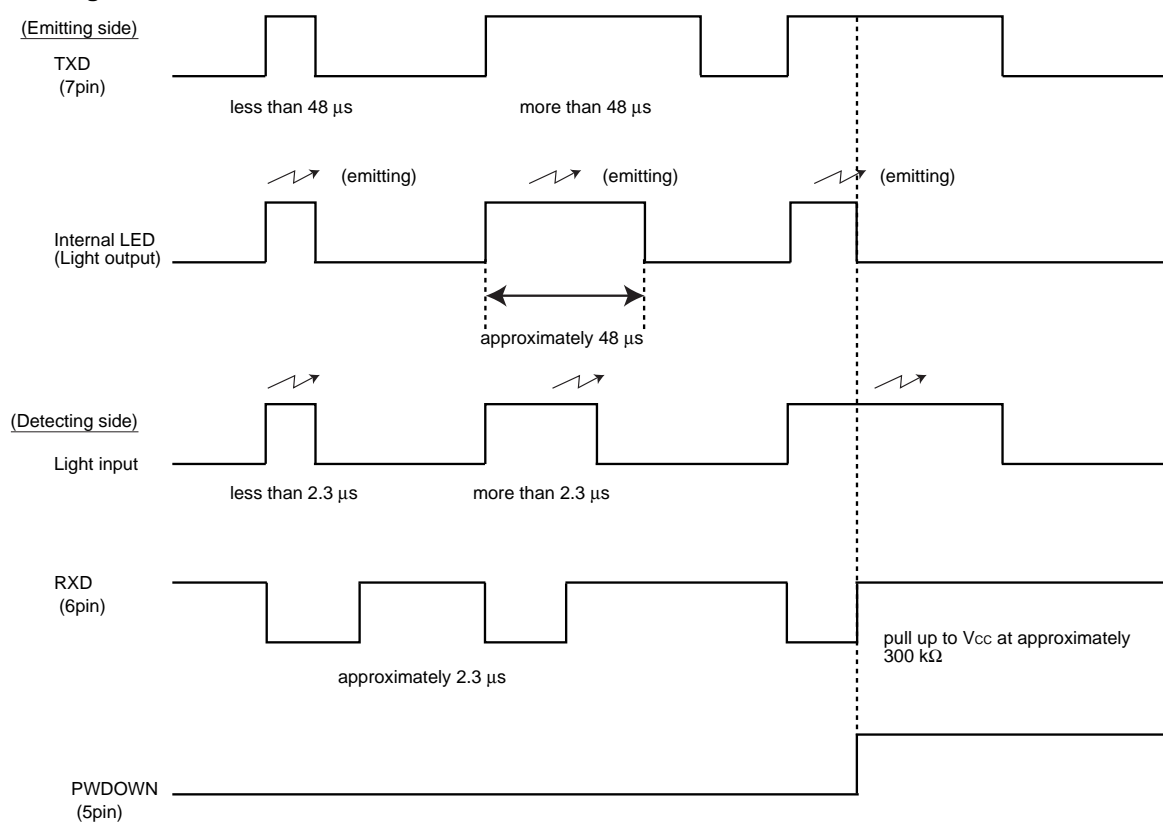 (Emitting side)
TXD
(7pin)
less than 48 μs
more than 48 μs
(emitting)
(emitting)
(emitting)
Internal LED
(Light output)
approximately 48 μs
(Detecting side)
Light input
less than 2.3 μs
more than 2.3 μs
RXD
(6pin)
pull up to VCC at approximately
300 kΩ
approximately 2.3 μs
PWDOWN
(5pin)